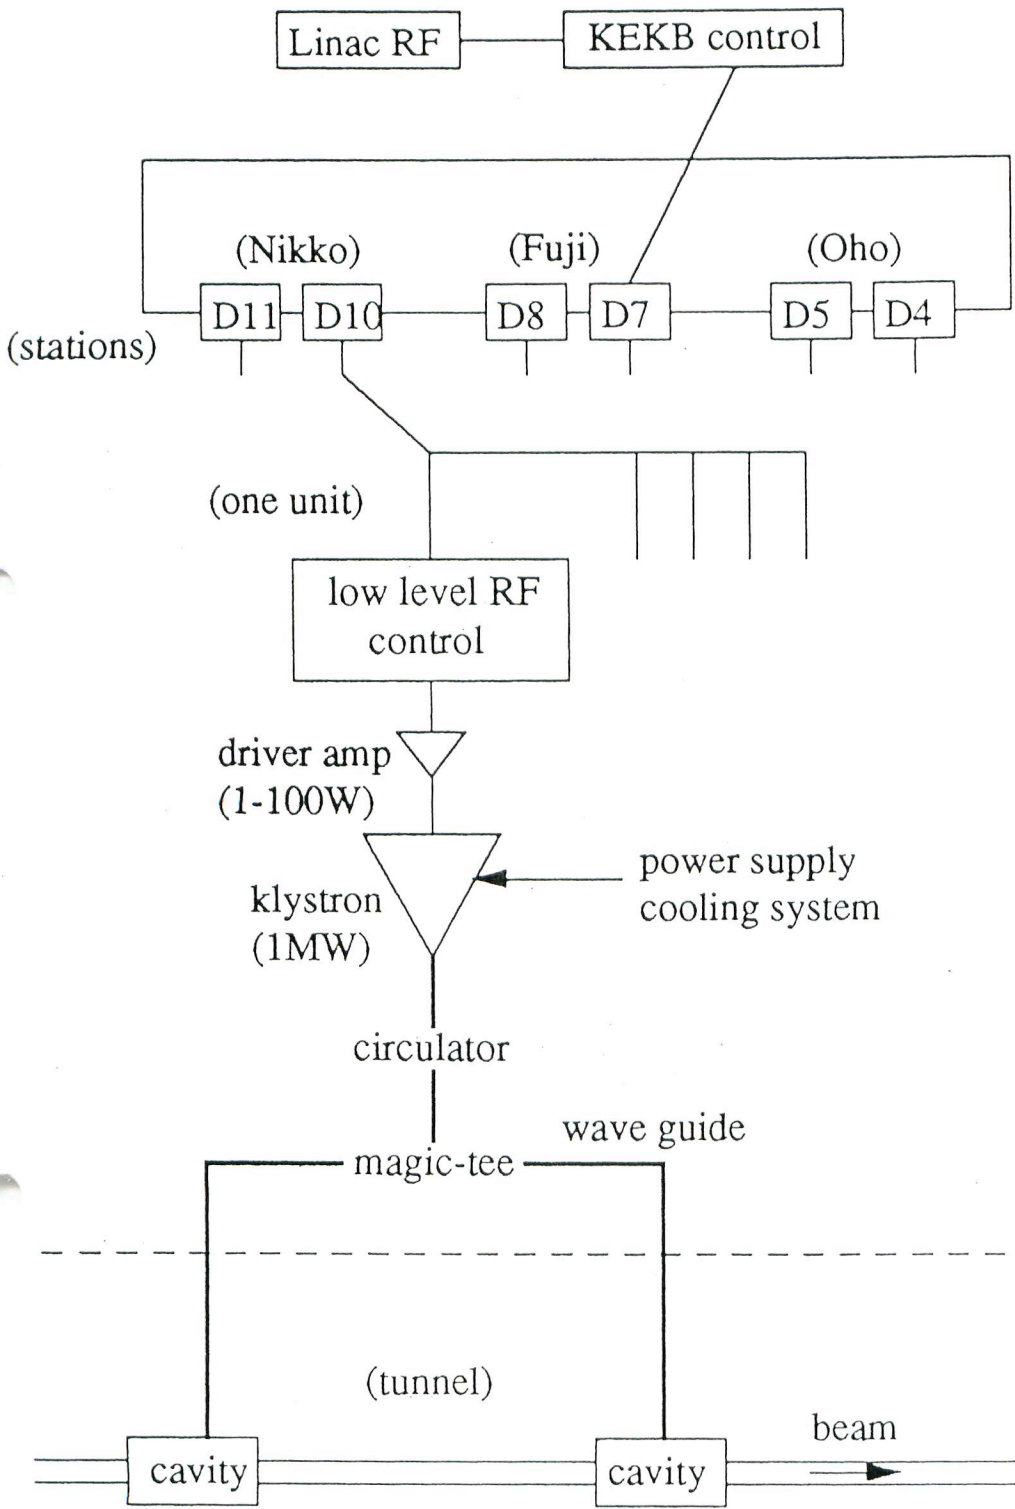 Linac RF
KEKB control
(Nikko)
(Fuji)
(Oho)
D11
D10
D8
D7
D5
D4
(stations)
(one unit)
low level RF
control
driver amp
(1-100W)
power supply
cooling system
klystron
(1MW)
circulator
wave guide
magic-tee
(tunnel)
beam
cavity
cavity